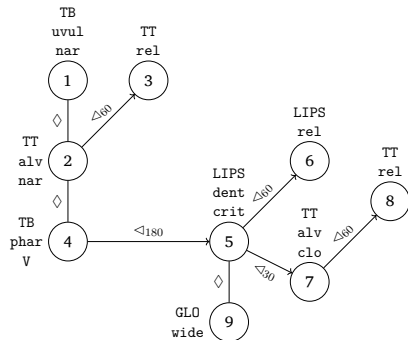 TB
uvul
nar
1
TT
rel
3
◊
◁60
TT
alv
nar
2
◊
TB
phar
V
4
◁180
LIPS
dent
crit
5
◁60
LIPS
rel
6
◁30
TT
alv
clo
7
◁60
TT
rel
8
◊
GLO
wide
9